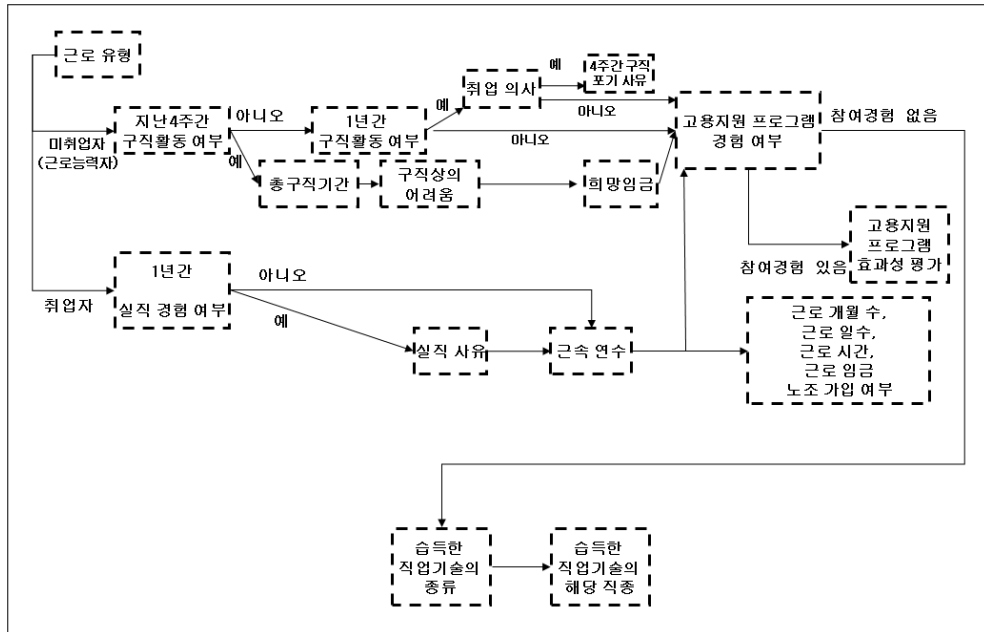 근로 유형
미취업자
(근로능력자)
지난4주간
구직활동 여부
아니오
예
1년간
구직활동 여부
예
아니오
취업 의사
예
아니오
4주간 구직
포기 사유
총구직기간
구직상의
어려움
희망임금
고용지원 프로그램
경험 여부
참여경험 없음
참여경험 있음
고용지원
프로그램
효과성 평가
취업자
1년간
실직 경험 여부
아니오
예
실직 사유
근속 연수
근로 개월 수,
근로 일수,
근로 시간,
근로 임금
노조 가입 여부
습득한
직업기술의
종류
습득한
직업기술의
해당 직종